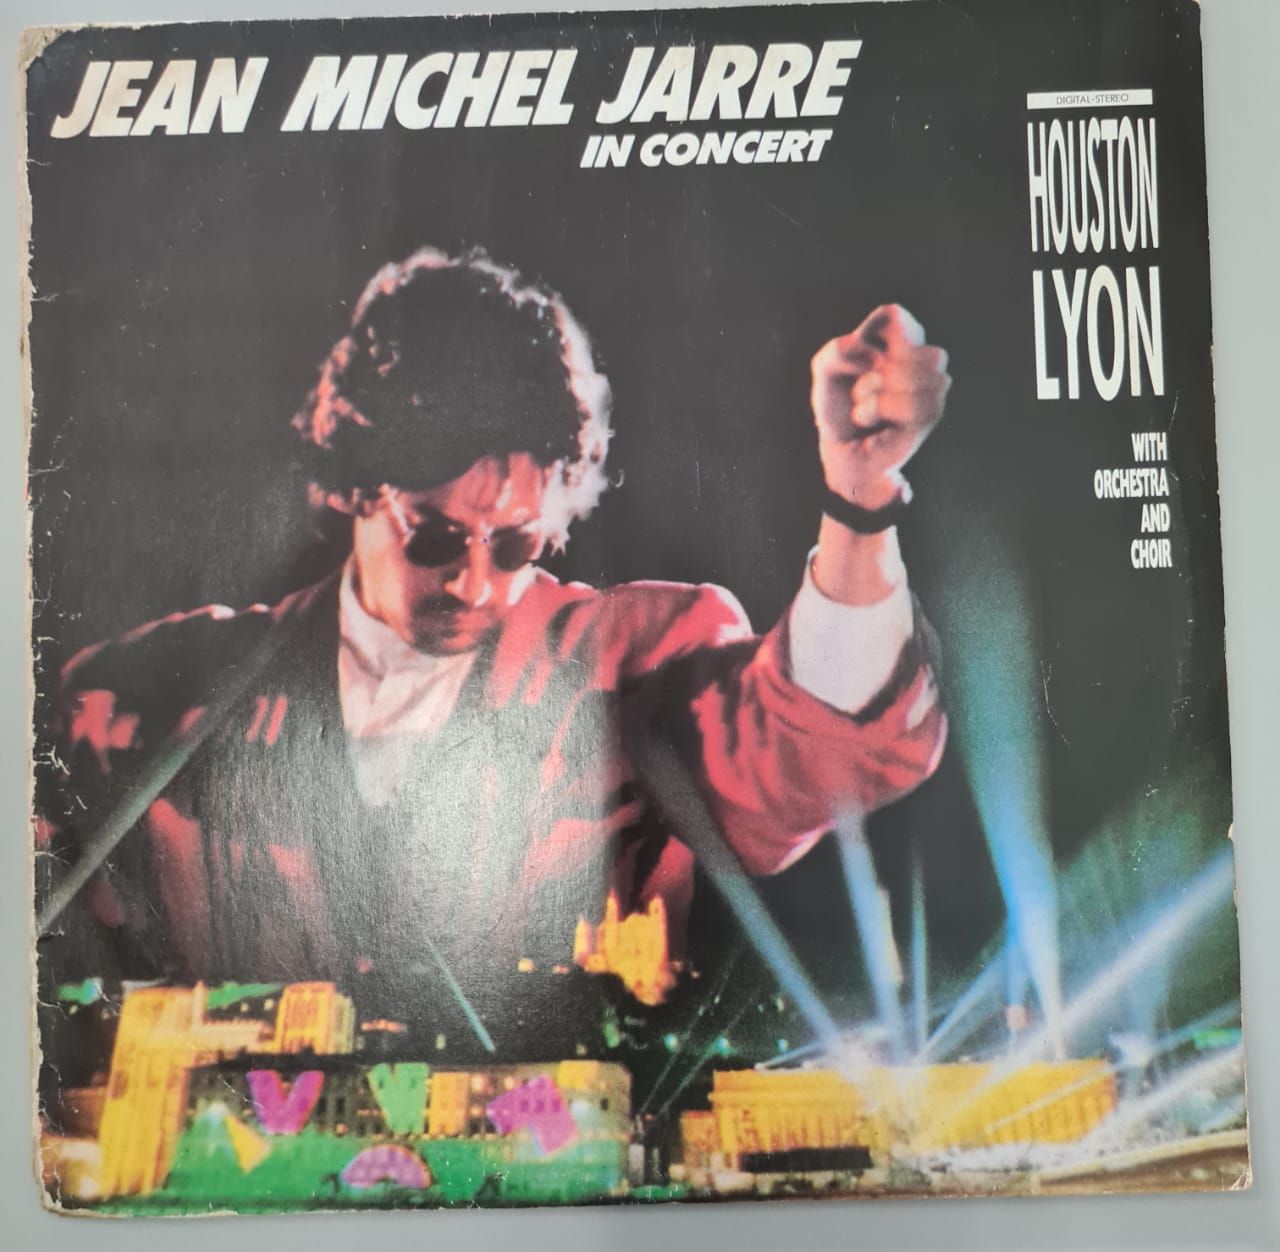 JEAN MICHEL JARRE
IN CONCERT
DIGITAL-STEREO
HOUSTON
LYON
WITH
ORCHESTRA
AND
CHOIR